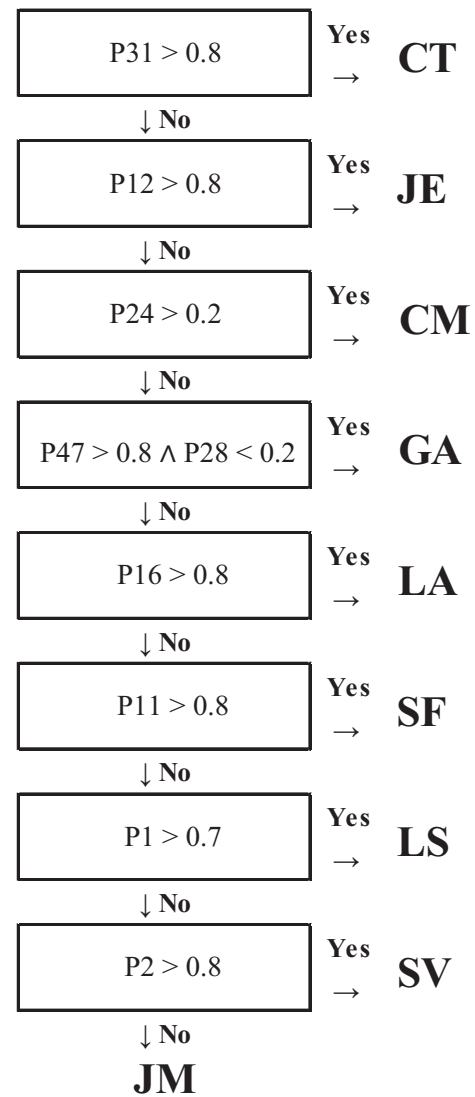 P31 > 0.8 Yes → CT
↓ No
P12 > 0.8 Yes → JE
↓ No
P24 > 0.2 Yes → CM
↓ No
P47 > 0.8 ∧ P28 < 0.2 Yes → GA
↓ No
P16 > 0.8 Yes → LA
↓ No
P11 > 0.8 Yes → SF
↓ No
P1 > 0.7 Yes → LS
↓ No
P2 > 0.8 Yes → SV
↓ No
JM